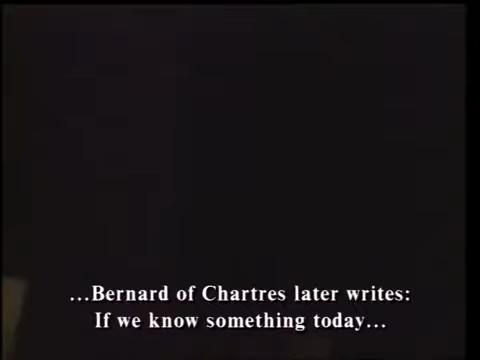 …Bernard of Chartres later writes:
If we know something today…